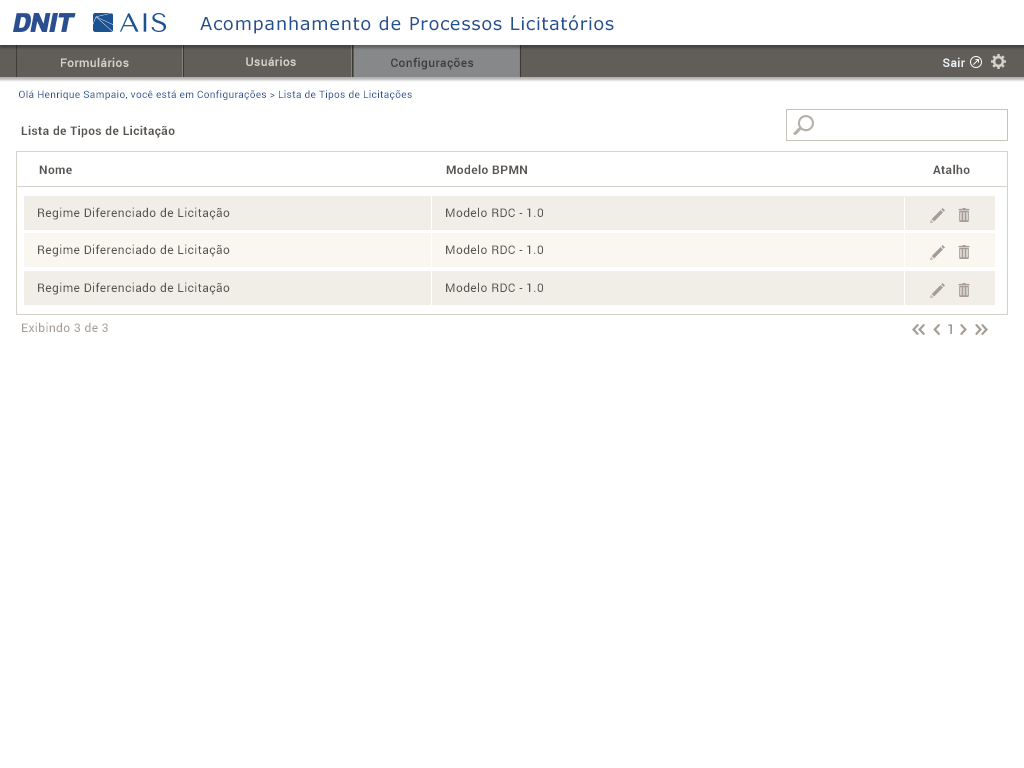 DNIT AIS Acompanhamento de Processos Licitatórios
Formulários Usuários Configurações Sair
Olá Henrique Sampaio, você está em Configurações > Lista de Tipos de Licitações
Lista de Tipos de Licitação
Nome Modelo BPMN Atalho
Regime Diferenciado de Licitação Modelo RDC - 1.0
Regime Diferenciado de Licitação Modelo RDC - 1.0
Regime Diferenciado de Licitação Modelo RDC - 1.0
Exibindo 3 de 3 1